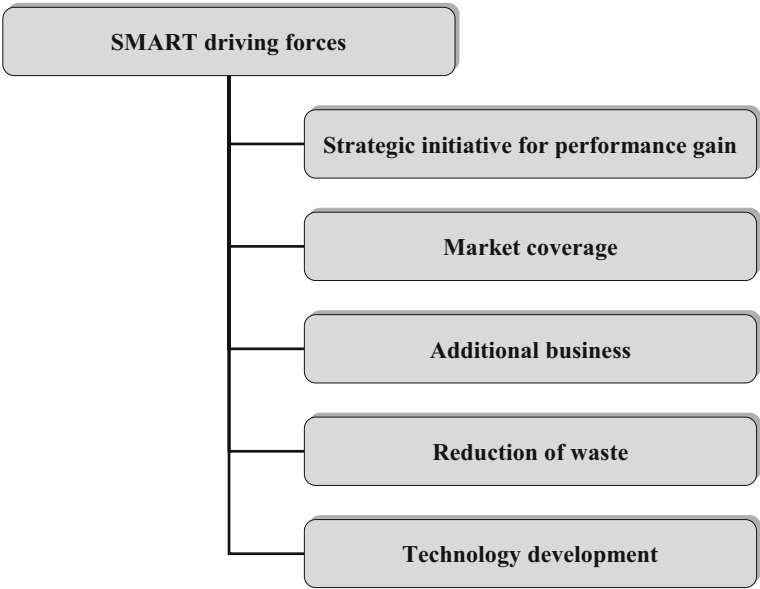 SMART driving forces
Strategic initiative for performance gain
Market coverage
Additional business
Reduction of waste
Technology development